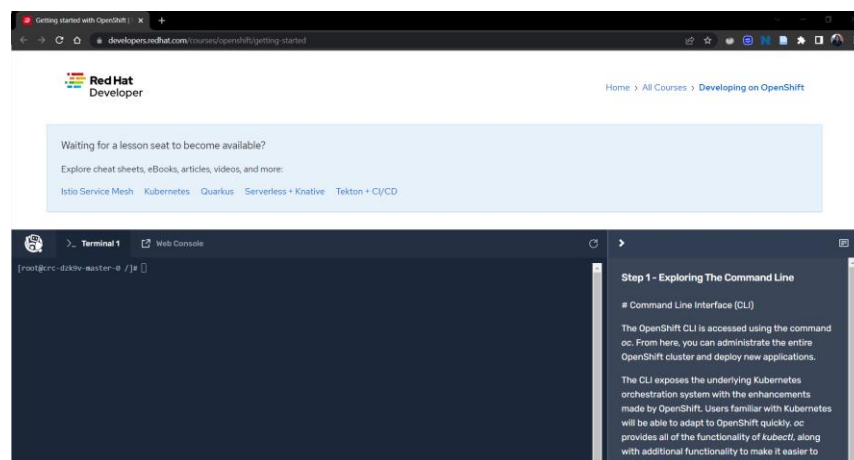 Getting started with OpenShift |
developers.redhat.com/courses/openshift/getting-started
Red Hat
Developer
Home > All Courses > Developing on OpenShift
Waiting for a lesson seat to become available?
Explore cheat sheets, eBooks, articles, videos, and more:
Istio Service Mesh Kubernetes Quarkus Serverless + Knative Tekton + CI/CD
>_ Terminal 1 Web Console
[root@crc-dzk9v-master-0 /]#
Step 1 - Exploring The Command Line
# Command Line Interface (CLI)
The OpenShift CLI is accessed using the command
oc. From here, you can administrate the entire
OpenShift cluster and deploy new applications.
The CLI exposes the underlying Kubernetes
orchestration system with the enhancements
made by OpenShift. Users familiar with Kubernetes
will be able to adapt to OpenShift quickly. oc
provides all of the functionality of kubectl, along
with additional functionality to make it easier to